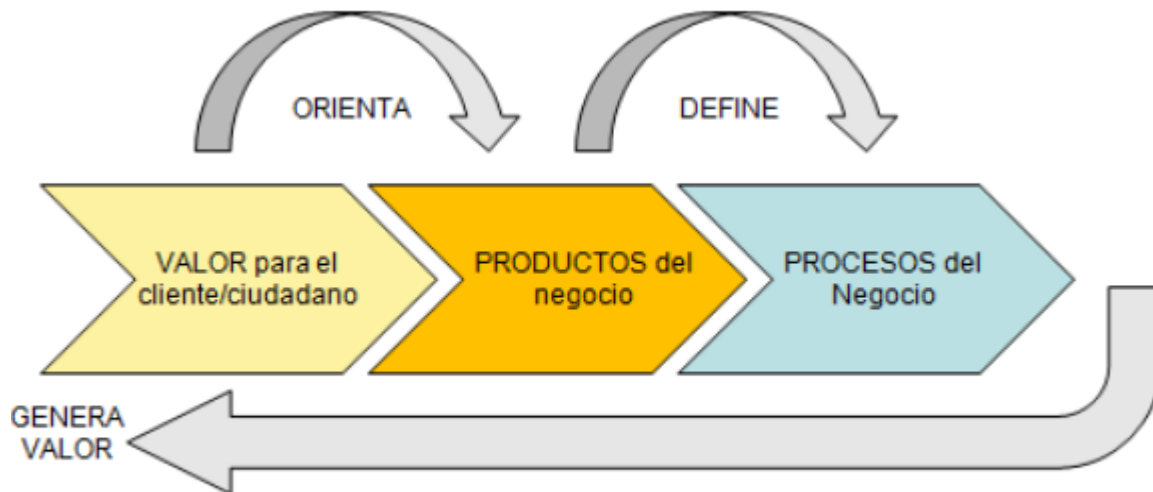 ORIENTA
DEFINE
VALOR para el
cliente/ciudadano
PRODUCTOS del
negocio
PROCESOS del
Negocio
GENERA
VALOR